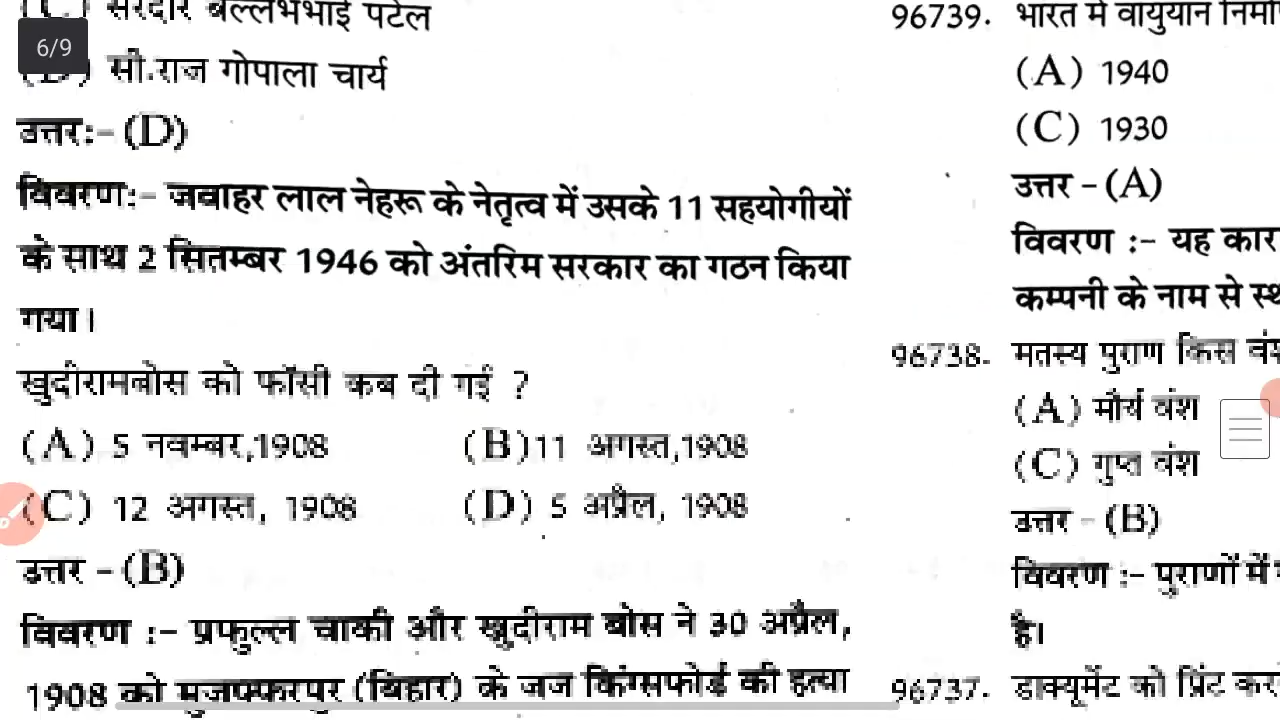 (C) सरदार बल्लभभाई पटेल
6/9
(D) सी.राज गोपाला चार्य
उत्तर:- (D)
विवरण:- जवाहर लाल नेहरू के नेतृत्व में उसके 11 सहयोगीयों
के साथ 2 सितम्बर 1946 को अंतरिम सरकार का गठन किया
गया।
खुदीरामबोस को फाँसी कब दी गई ?
(A) 5 नवम्बर,1908 (B)11 अगस्त,1908
(C) 12 अगस्त, 1908 (D) 5 अप्रैल, 1908
उत्तर - (B)
विवरण :- प्रफुल्ल चाकी और खुदीराम बोस ने 30 अप्रैल,
1908 को मुजफ्फरपुर (बिहार) के जज किंग्सफोर्ड की हत्या
96739. भारत में वायुयान
(A) 1940
(C) 1930
उत्तर - (A)
विवरण :- यह
कम्पनी के नाम से
96738. मतस्य पुराण किस
(A) मौर्य वंश
(C) गुप्त वंश
उत्तर - (B)
विवरण :- पुराणों में
है।
96737. डाक्यूमेंट को प्रिंट